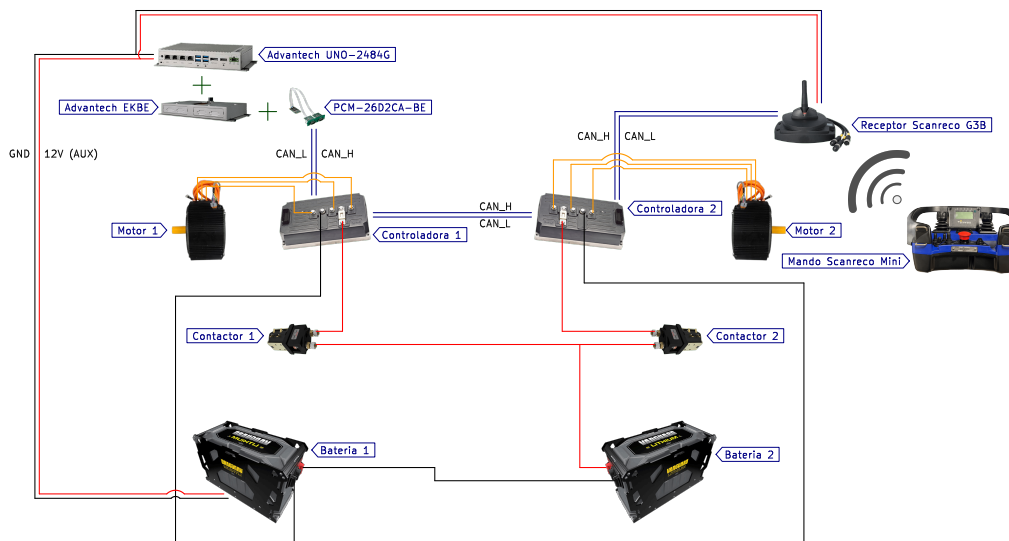 Advantech UNO-2484G
Advantech EKBE
PCM-26D2CA-BE
Receptor Scanreco G3B
GND
12V (AUX)
CAN_L
CAN_H
CAN_H
CAN_L
Motor 1
Controladora 1
CAN_H
CAN_L
Controladora 2
Motor 2
Mando Scanreco Mini
Contactor 1
Contactor 2
Bateria 1
Bateria 2
VANGUARD
LITHIUM